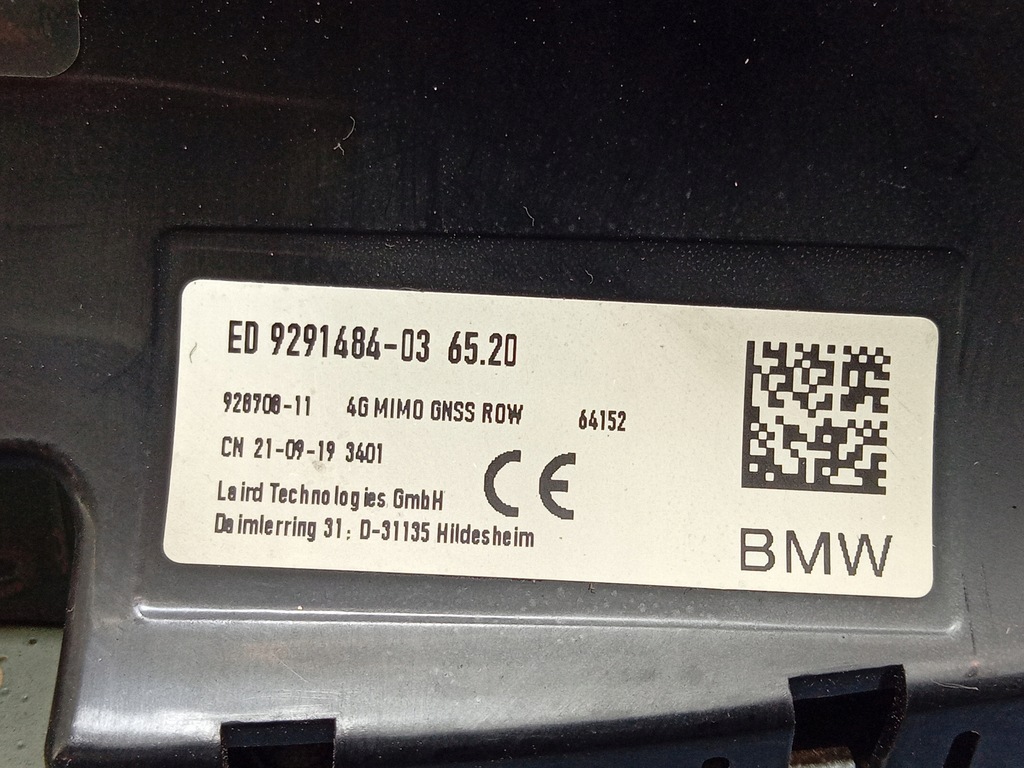 ED 9291484-03 65.20
928708-11 4G MIMO GNSS ROW 64152
CN 21-09-19 3401
CE
Laird Technologies GmbH
Daimlerring 31; D-31135 Hildesheim
BMW